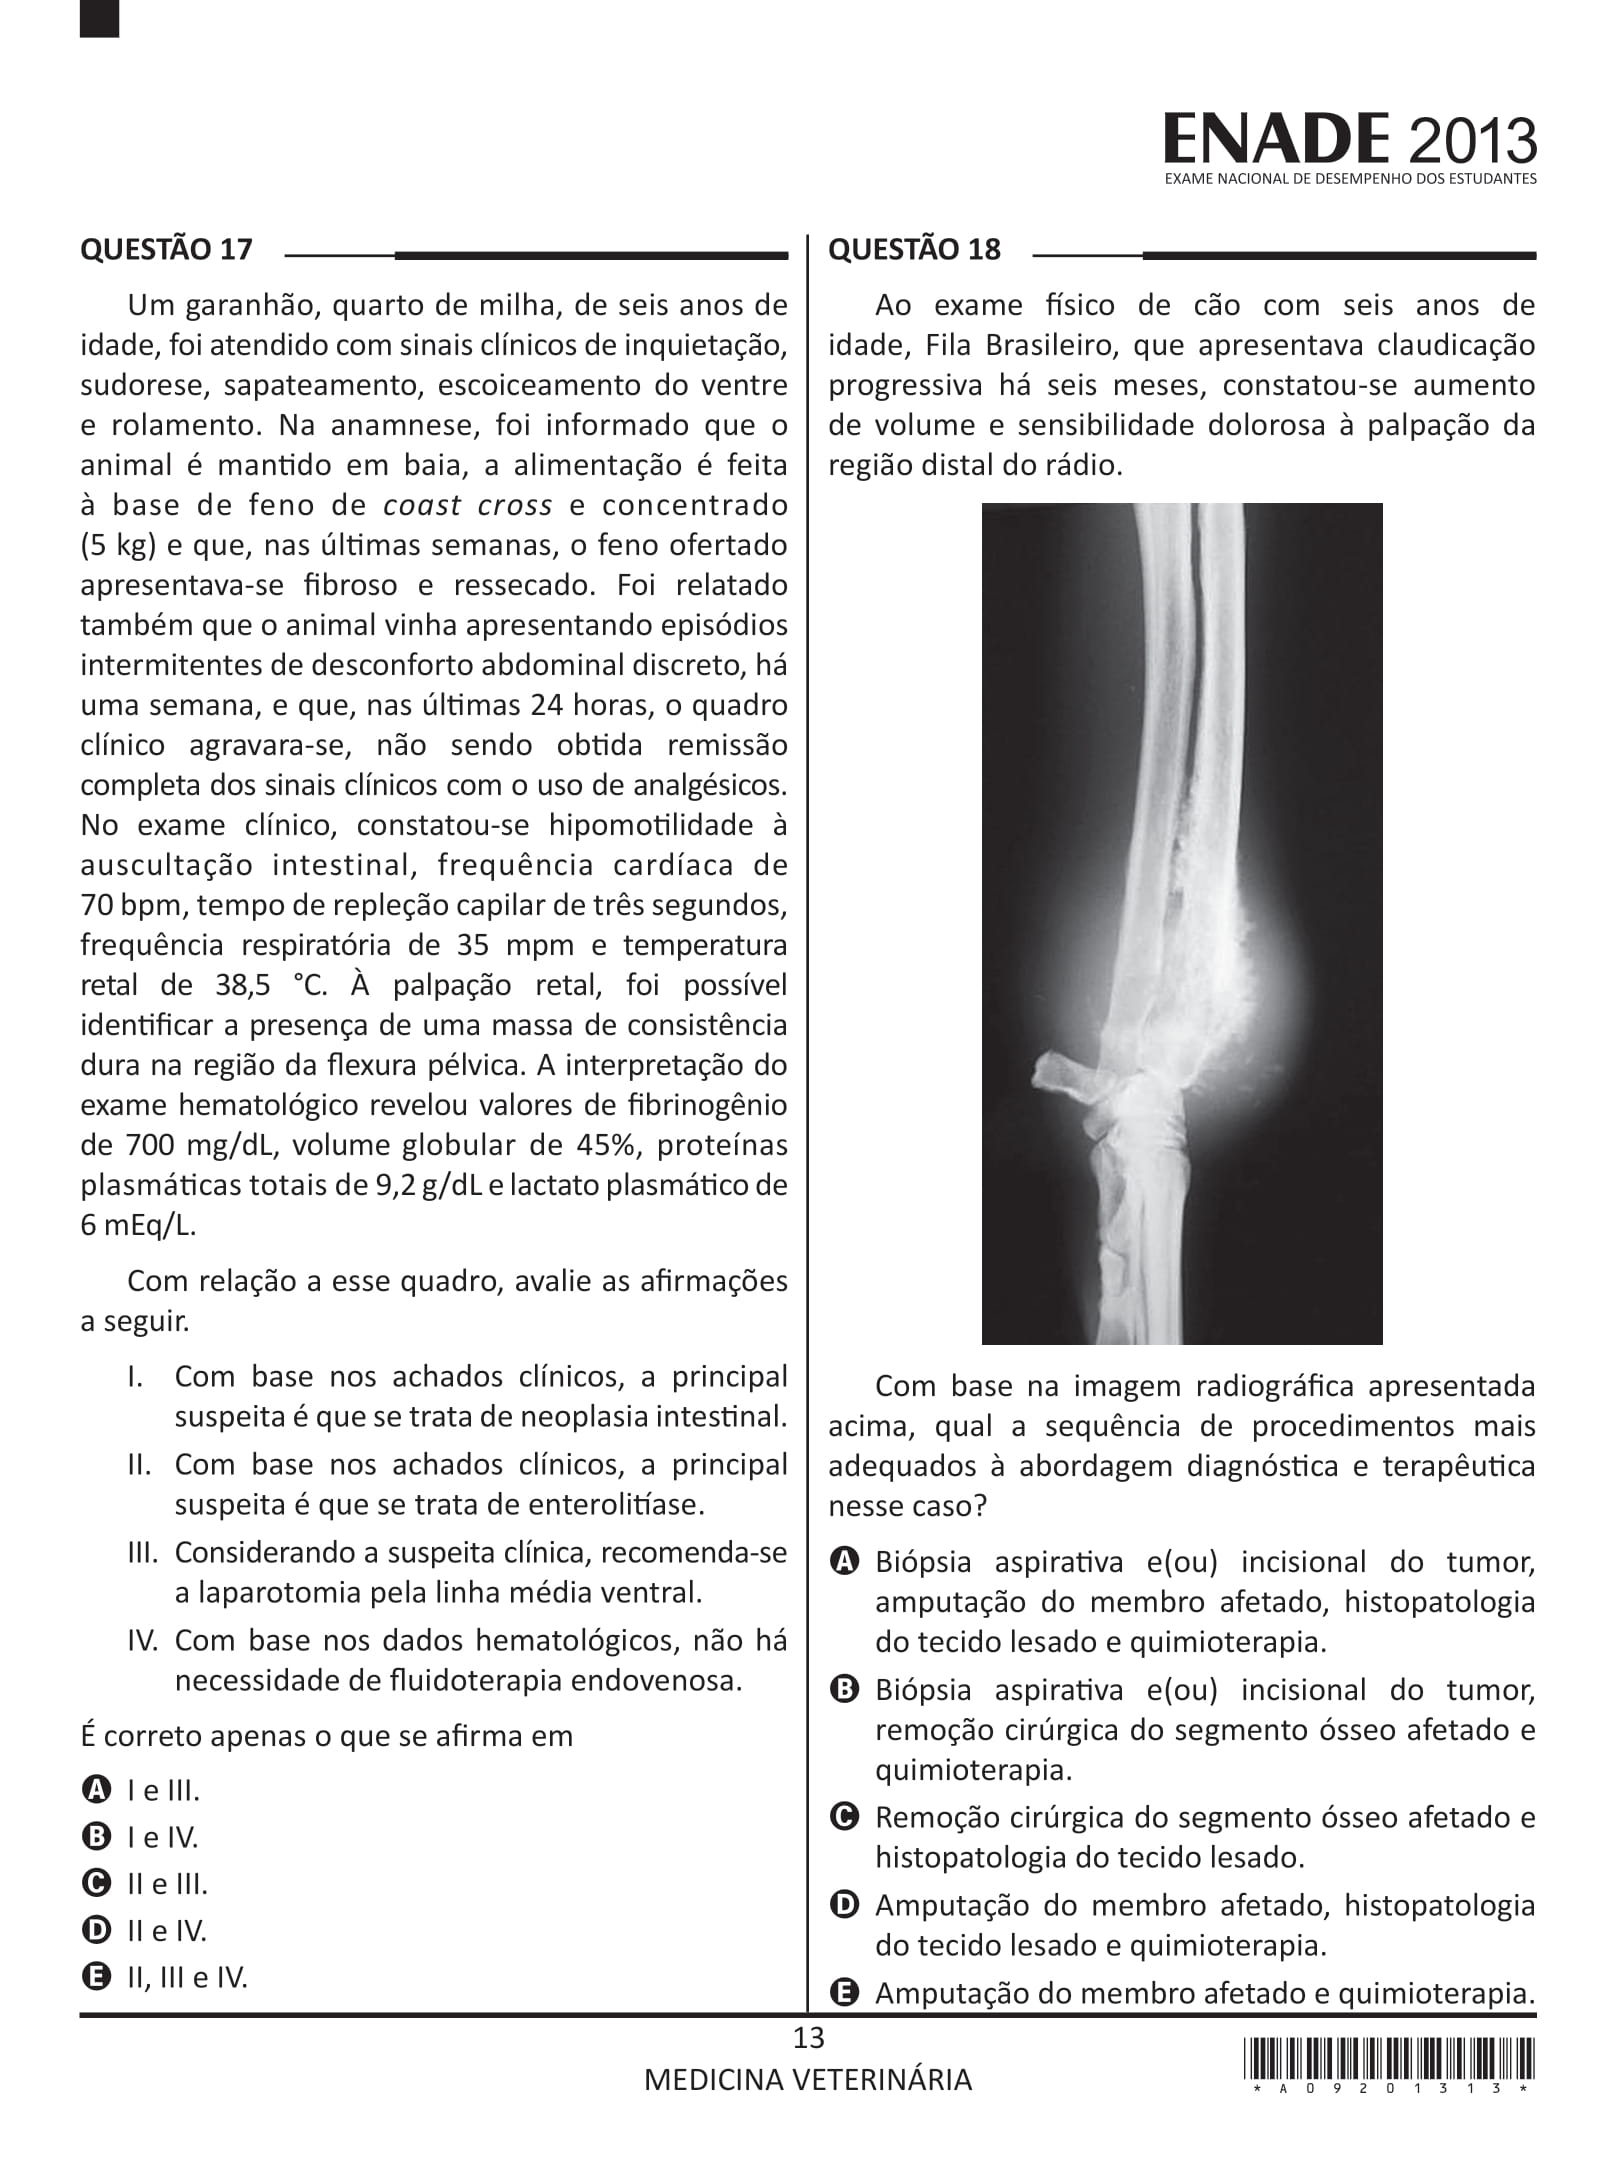 ENADE 2013
EXAME NACIONAL DE DESEMPENHO DOS ESTUDANTES
QUESTÃO 17
Um garanhão, quarto de milha, de seis anos de
idade, foi atendido com sinais clínicos de inquietação,
sudorese, sapateamento, escoiceamento do ventre
e rolamento. Na anamnese, foi informado que o
animal é mantido em baia, a alimentação é feita
à base de feno de coast cross e concentrado
(5 kg) e que, nas últimas semanas, o feno ofertado
apresentava-se fibroso e ressecado. Foi relatado
também que o animal vinha apresentando episódios
intermitentes de desconforto abdominal discreto, há
uma semana, e que, nas últimas 24 horas, o quadro
clínico agravara-se, não sendo obtida remissão
completa dos sinais clínicos com o uso de analgésicos.
No exame clínico, constatou-se hipomotilidade à
auscultação intestinal, frequência cardíaca de
70 bpm, tempo de repleção capilar de três segundos,
frequência respiratória de 35 mpm e temperatura
retal de 38,5 °C. À palpação retal, foi possível
identificar a presença de uma massa de consistência
dura na região da flexura pélvica. A interpretação do
exame hematológico revelou valores de fibrinogênio
de 700 mg/dL, volume globular de 45%, proteínas
plasmáticas totais de 9,2 g/dL e lactato plasmático de
6 mEq/L.
Com relação a esse quadro, avalie as afirmações
a seguir.
I. Com base nos achados clínicos, a principal
suspeita é que se trata de neoplasia intestinal.
II. Com base nos achados clínicos, a principal
suspeita é que se trata de enterolitíase.
III. Considerando a suspeita clínica, recomenda-se
a laparotomia pela linha média ventral.
IV. Com base nos dados hematológicos, não há
necessidade de fluidoterapia endovenosa.
É correto apenas o que se afirma em
A I e III.
B I e IV.
C II e III.
D II e IV.
E II, III e IV.
QUESTÃO 18
Ao exame físico de cão com seis anos de
idade, Fila Brasileiro, que apresentava claudicação
progressiva há seis meses, constatou-se aumento
de volume e sensibilidade dolorosa à palpação da
região distal do rádio.
Com base na imagem radiográfica apresentada
acima, qual a sequência de procedimentos mais
adequados à abordagem diagnóstica e terapêutica
nesse caso?
A Biópsia aspirativa e(ou) incisional do tumor,
amputação do membro afetado, histopatologia
do tecido lesado e quimioterapia.
B Biópsia aspirativa e(ou) incisional do tumor,
remoção cirúrgica do segmento ósseo afetado e
quimioterapia.
C Remoção cirúrgica do segmento ósseo afetado e
histopatologia do tecido lesado.
D Amputação do membro afetado, histopatologia
do tecido lesado e quimioterapia.
E Amputação do membro afetado e quimioterapia.
13
MEDICINA VETERINÁRIA
* A 0 9 2 0 1 3 1 3 *